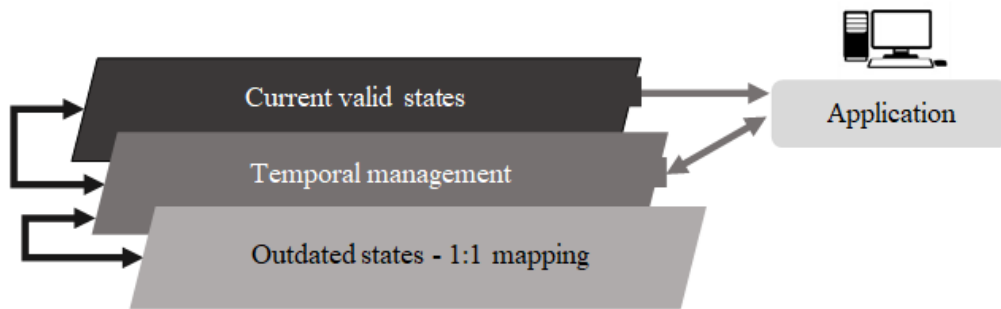 Current valid states
Application
Temporal management
Outdated states - 1:1 mapping